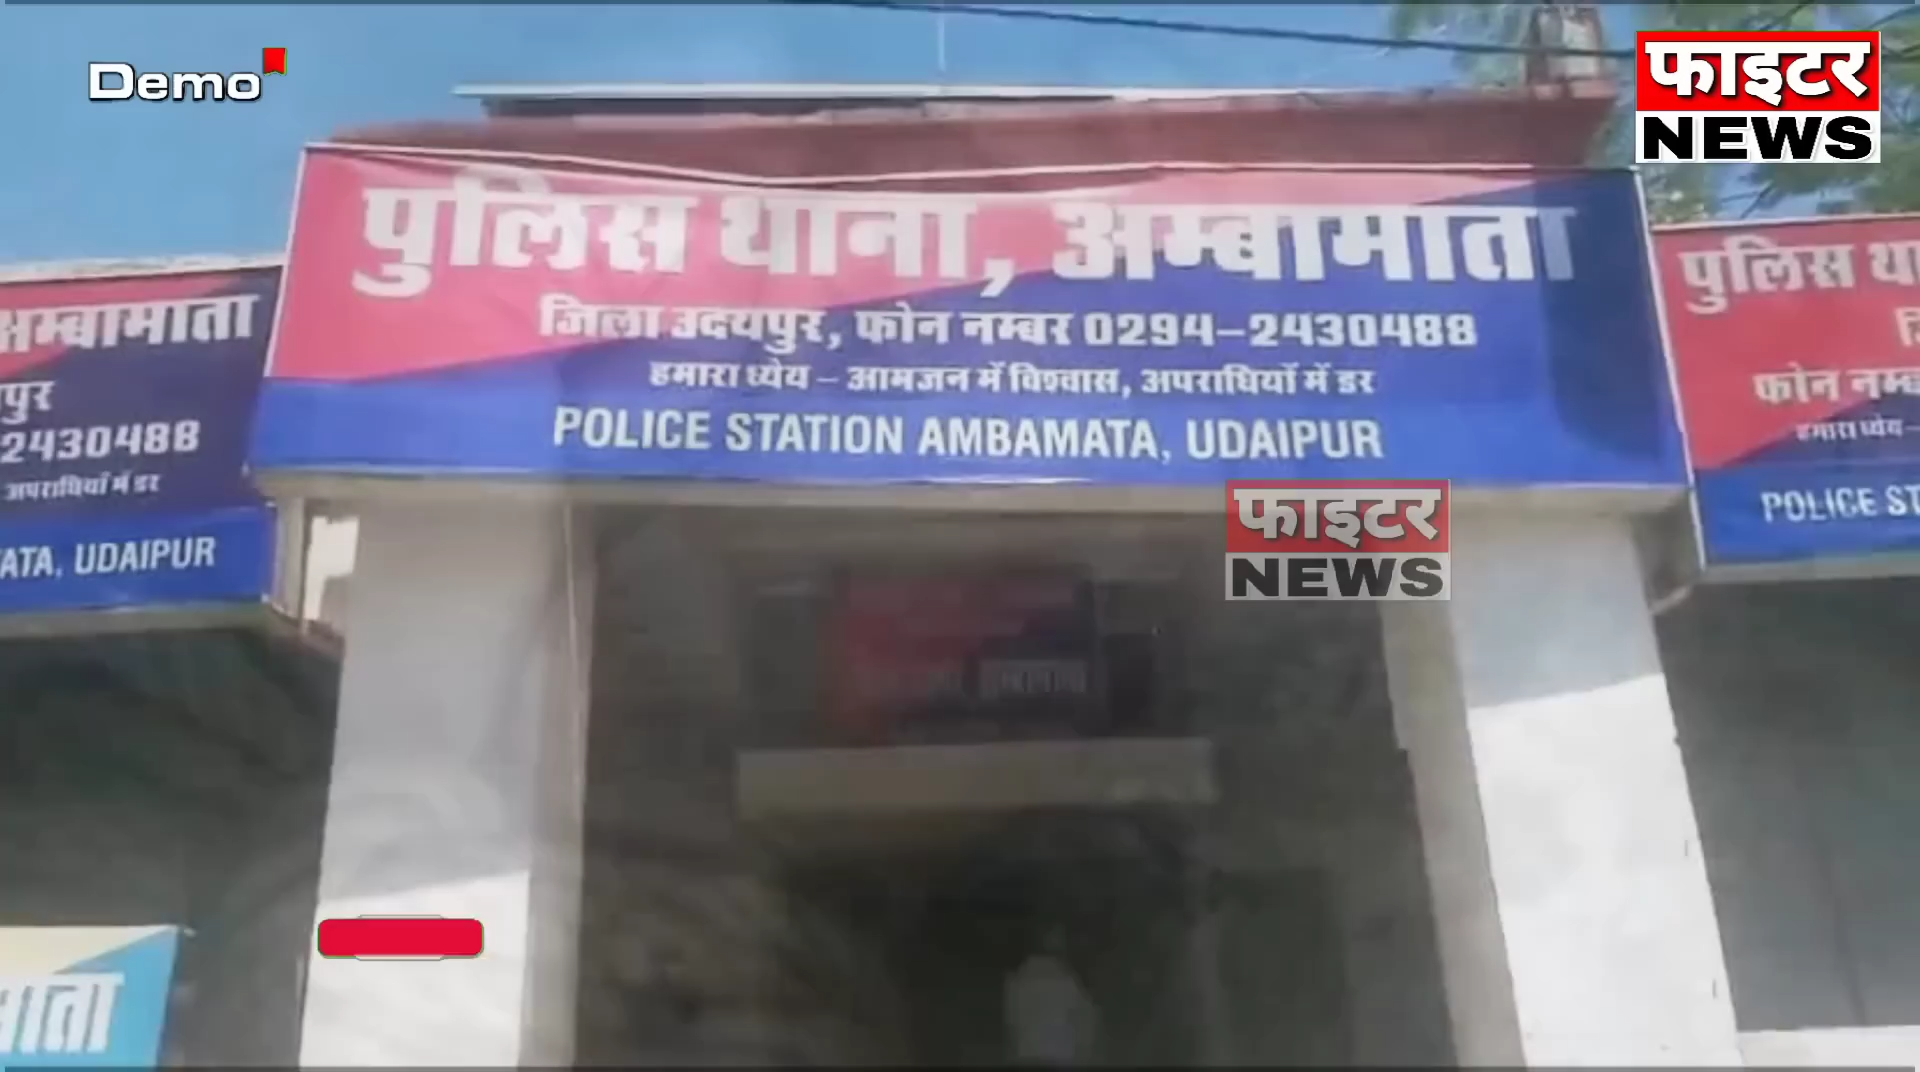 Demo
फाइटर
NEWS
पुलिस थाना, अम्बामाता
जिला उदयपुर, फोन नम्बर 0294-2430488
हमारा ध्येय - आमजन में विश्वास, अपराधियों में डर
POLICE STATION AMBAMATA, UDAIPUR
अम्बामाता
पुर
2430488
अपराधियों में डर
ATA, UDAIPUR
पुलिस था
जि
फोन नम्ब
हमारा ध्येय -
POLICE ST
फाइटर
NEWS
माता